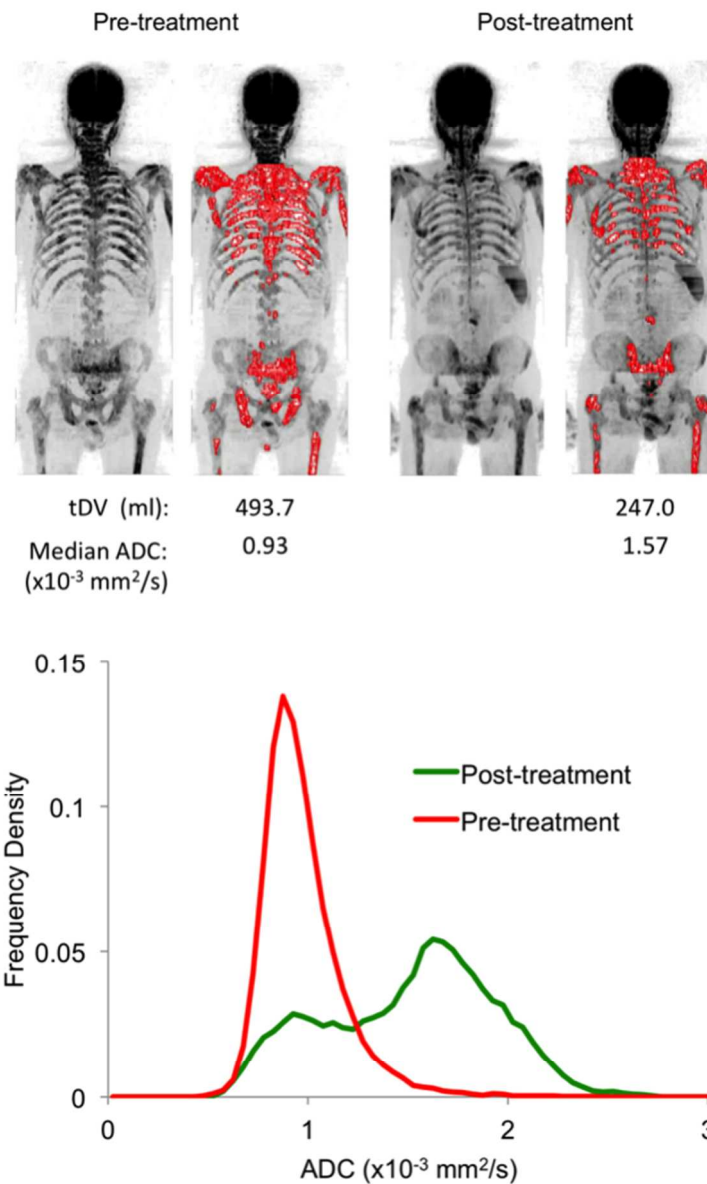 Pre-treatment Post-treatment
tDV (ml): 493.7 247.0
Median ADC: 0.93 1.57
(x10⁻³ mm²/s)
0.15
0.1
0.05
0
Frequency Density
Post-treatment
Pre-treatment
0 1 2 3
ADC (x10⁻³ mm²/s)